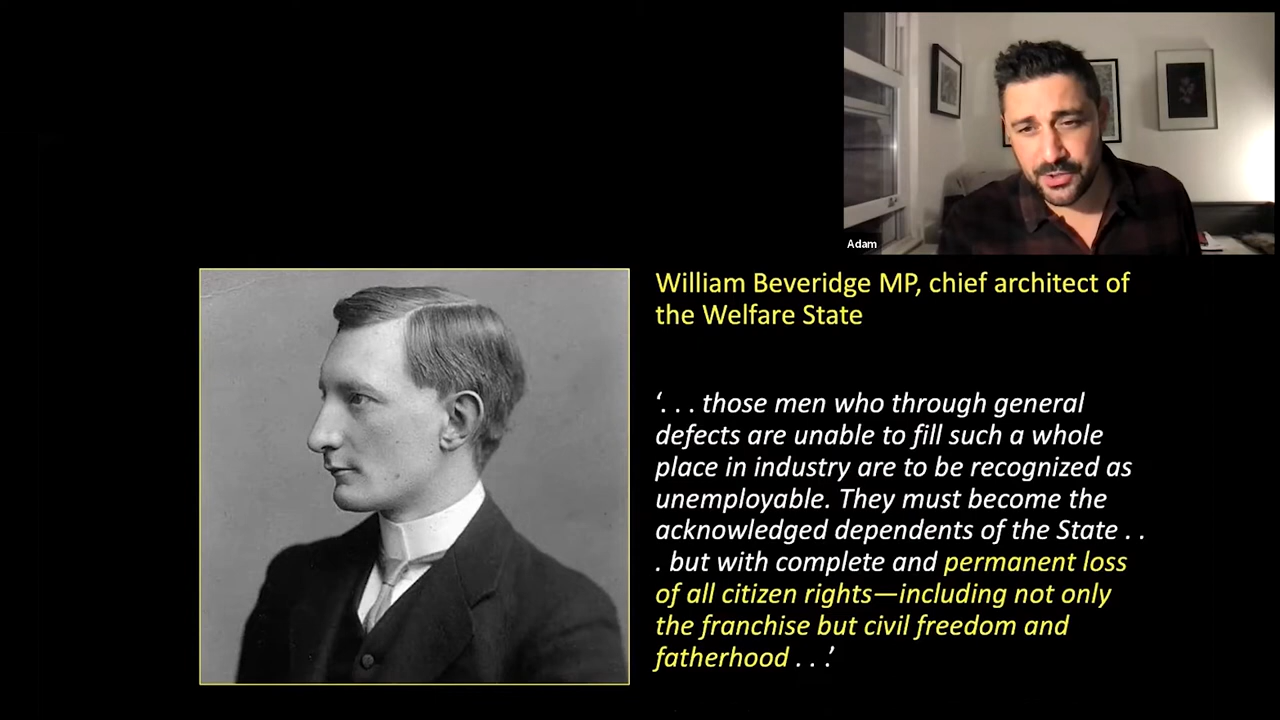 Adam
William Beveridge MP, chief architect of
the Welfare State
‘. . . those men who through general
defects are unable to fill such a whole
place in industry are to be recognized as
unemployable. They must become the
acknowledged dependents of the State . .
. but with complete and permanent loss
of all citizen rights—including not only
the franchise but civil freedom and
fatherhood . . .’